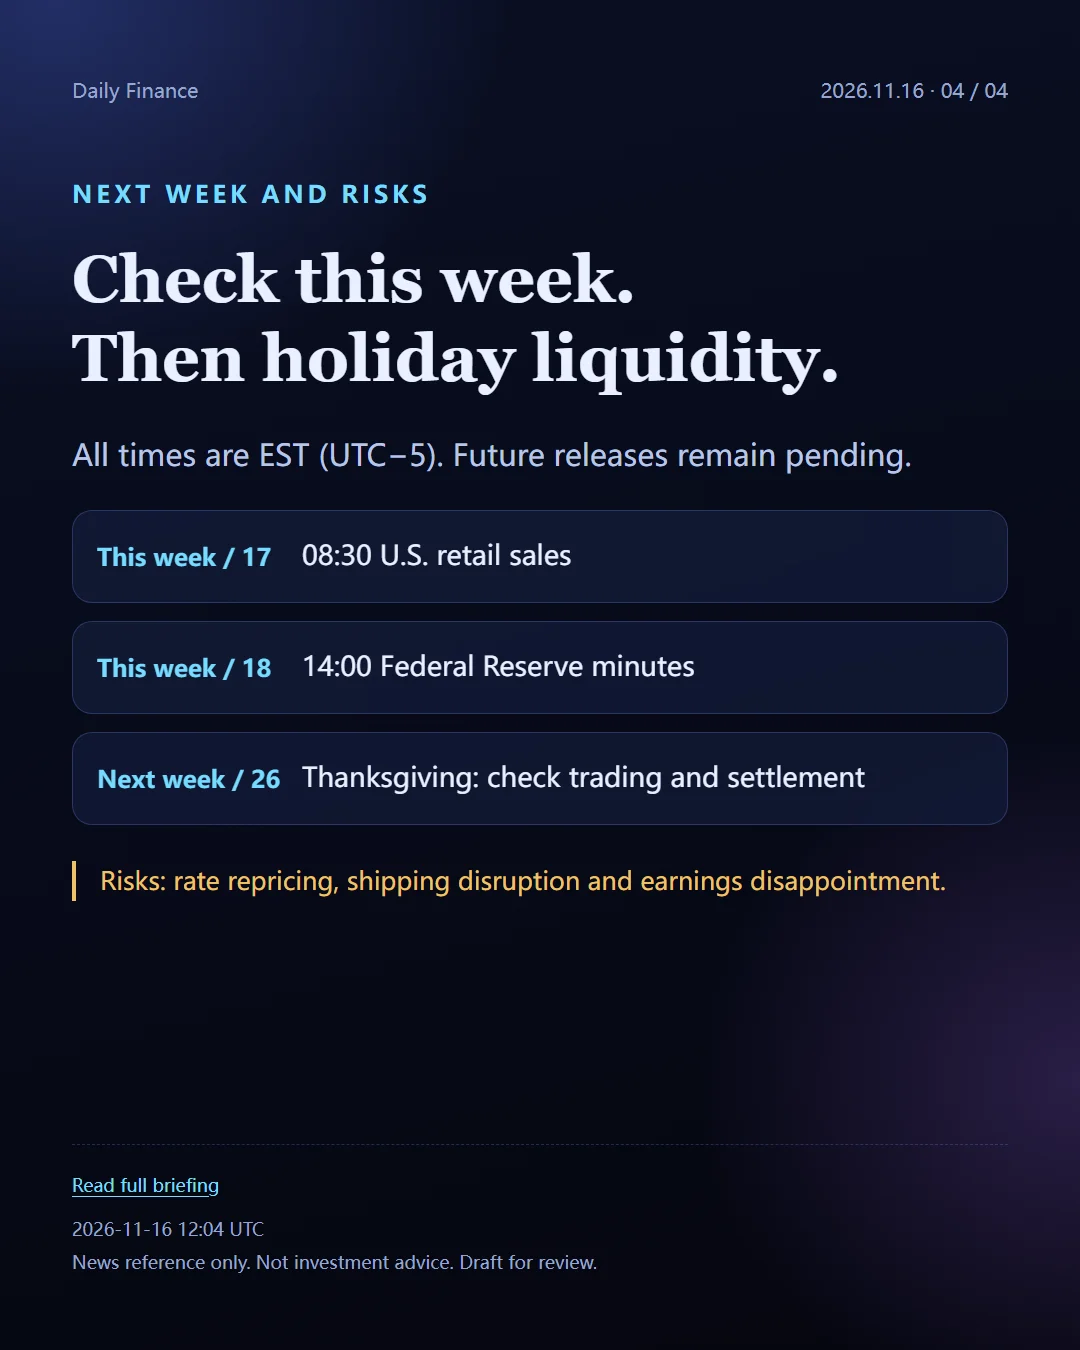 Daily Finance
2026.11.16 · 04 / 04
NEXT WEEK AND RISKS
Check this week.
Then holiday liquidity.
All times are EST (UTC−5). Future releases remain pending.
This week / 17 08:30 U.S. retail sales
This week / 18 14:00 Federal Reserve minutes
Next week / 26 Thanksgiving: check trading and settlement
Risks: rate repricing, shipping disruption and earnings disappointment.
Read full briefing
2026-11-16 12:04 UTC
News reference only. Not investment advice. Draft for review.